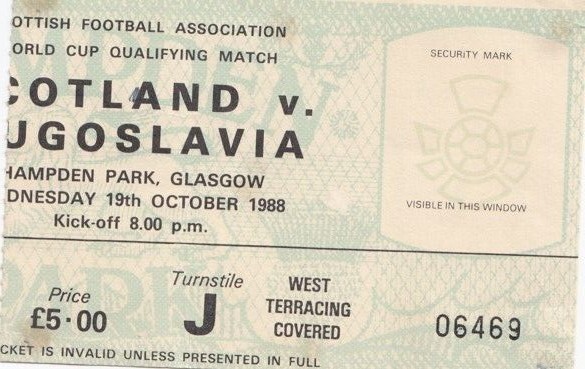 OTTISH FOOTBALL ASSOCIATION
ORLD CUP QUALIFYING MATCH
COTLAND v.
UGOSLAVIA
HAMPDEN PARK, GLASGOW
DNESDAY 19th OCTOBER 1988
Kick-off 8.00 p.m.
SECURITY MARK
VISIBLE IN THIS WINDOW
Price
£5·00
Turnstile
J
WEST
TERRACING
COVERED
06469
CKET IS INVALID UNLESS PRESENTED IN FULL